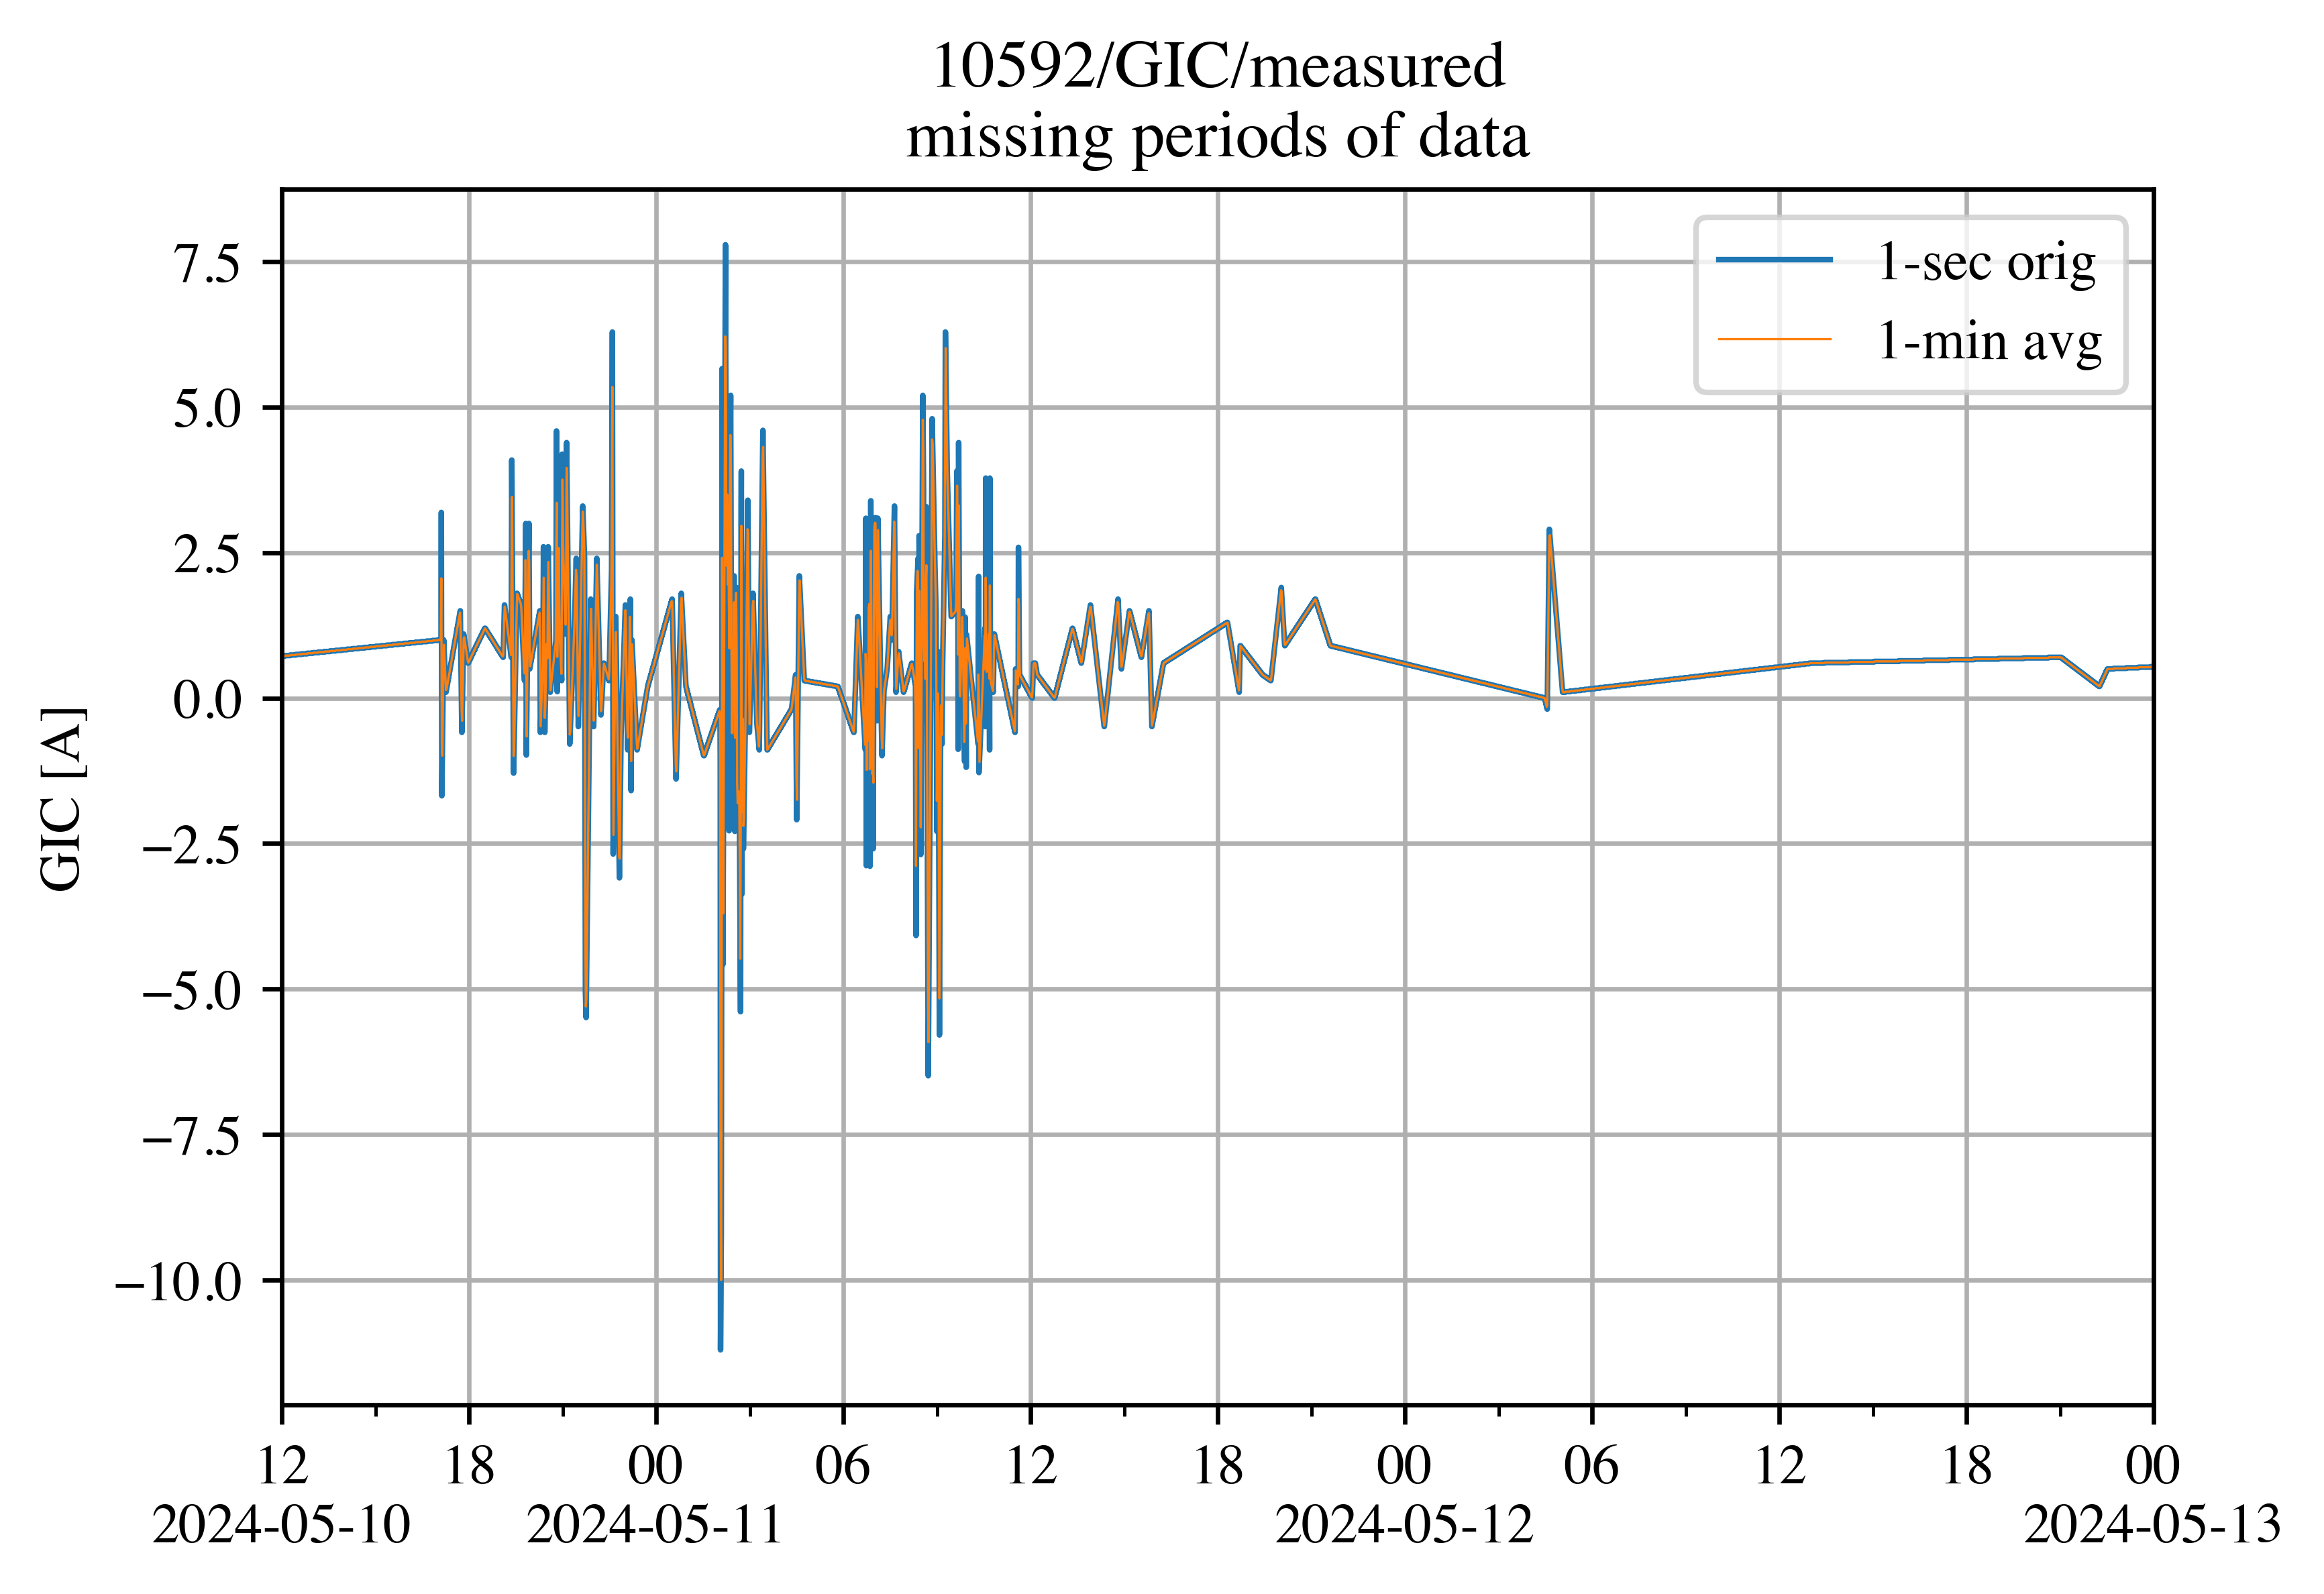 10592/GIC/measured
missing periods of data
1-sec orig
1-min avg
7.5
5.0
2.5
0.0
−2.5
−5.0
−7.5
−10.0
GIC [A]
12 18 00 06 12 18 00 06 12 18 00
2024-05-10 2024-05-11 2024-05-12 2024-05-13